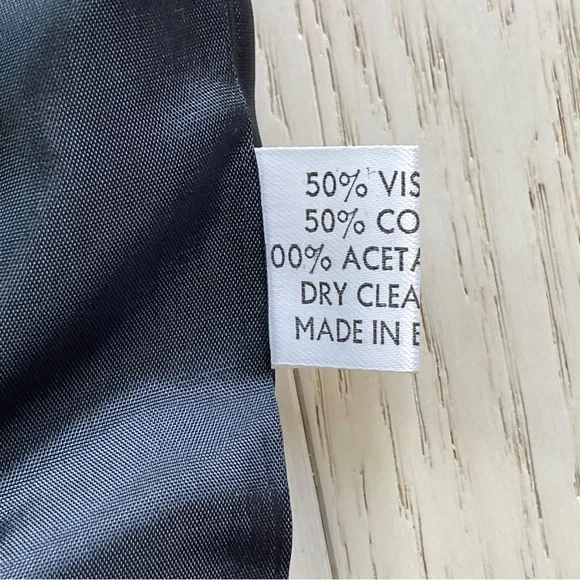 50% VIS
50% CO
00% ACETA
DRY CLEA
MADE IN E